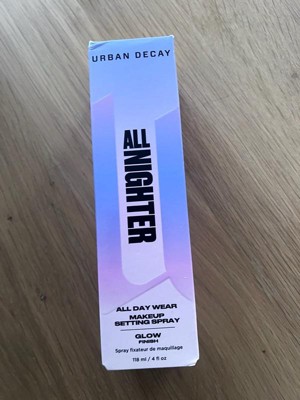 URBAN DECAY
ALL
NIGHTER
ALL DAY WEAR
MAKEUP
SETTING SPRAY
GLOW
FINISH
Spray fixateur de maquillage
118 ml / 4 fl oz